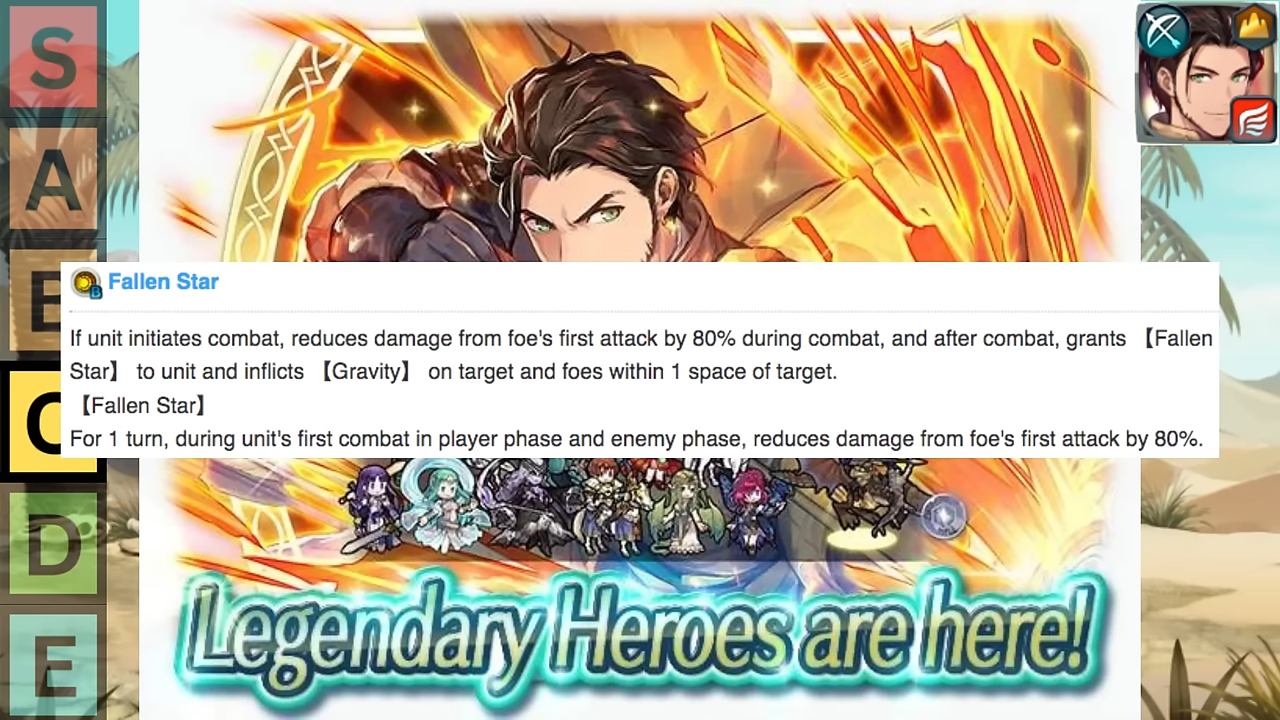 S
A
B
C
D
E
Fallen Star
If unit initiates combat, reduces damage from foe's first attack by 80% during combat, and after combat, grants 【Fallen
Star】 to unit and inflicts 【Gravity】 on target and foes within 1 space of target.
【Fallen Star】
For 1 turn, during unit's first combat in player phase and enemy phase, reduces damage from foe's first attack by 80%.
B
Legendary Heroes are here!